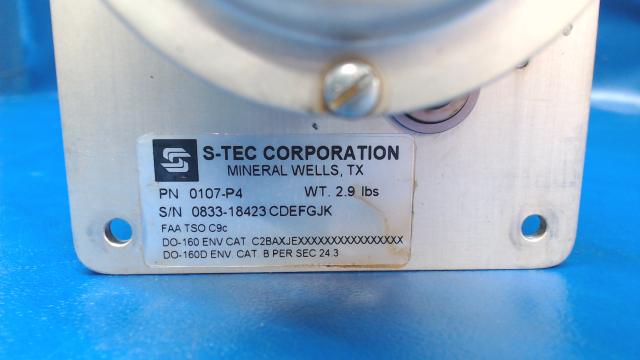 S-TEC CORPORATION
MINERAL WELLS, TX
PN 0107-P4 WT. 2.9 lbs
S/N 0833-18423 CDEFGJK
FAA TSO C9c
DO-160 ENV CAT. C2BAXJEXXXXXXXXXXXXXXXX
DO-160D ENV. CAT. B PER SEC 24.3